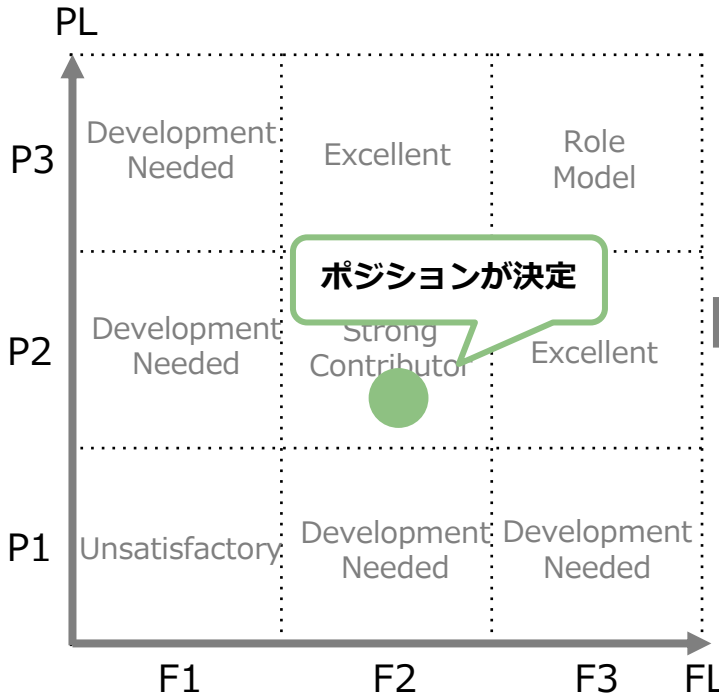 PL
P3
Development
Needed
Excellent
Role
Model
ポジションが決定
P2
Development
Needed
Strong
Contributor
Excellent
P1
Unsatisfactory
Development
Needed
Development
Needed
F1
F2
F3
FL